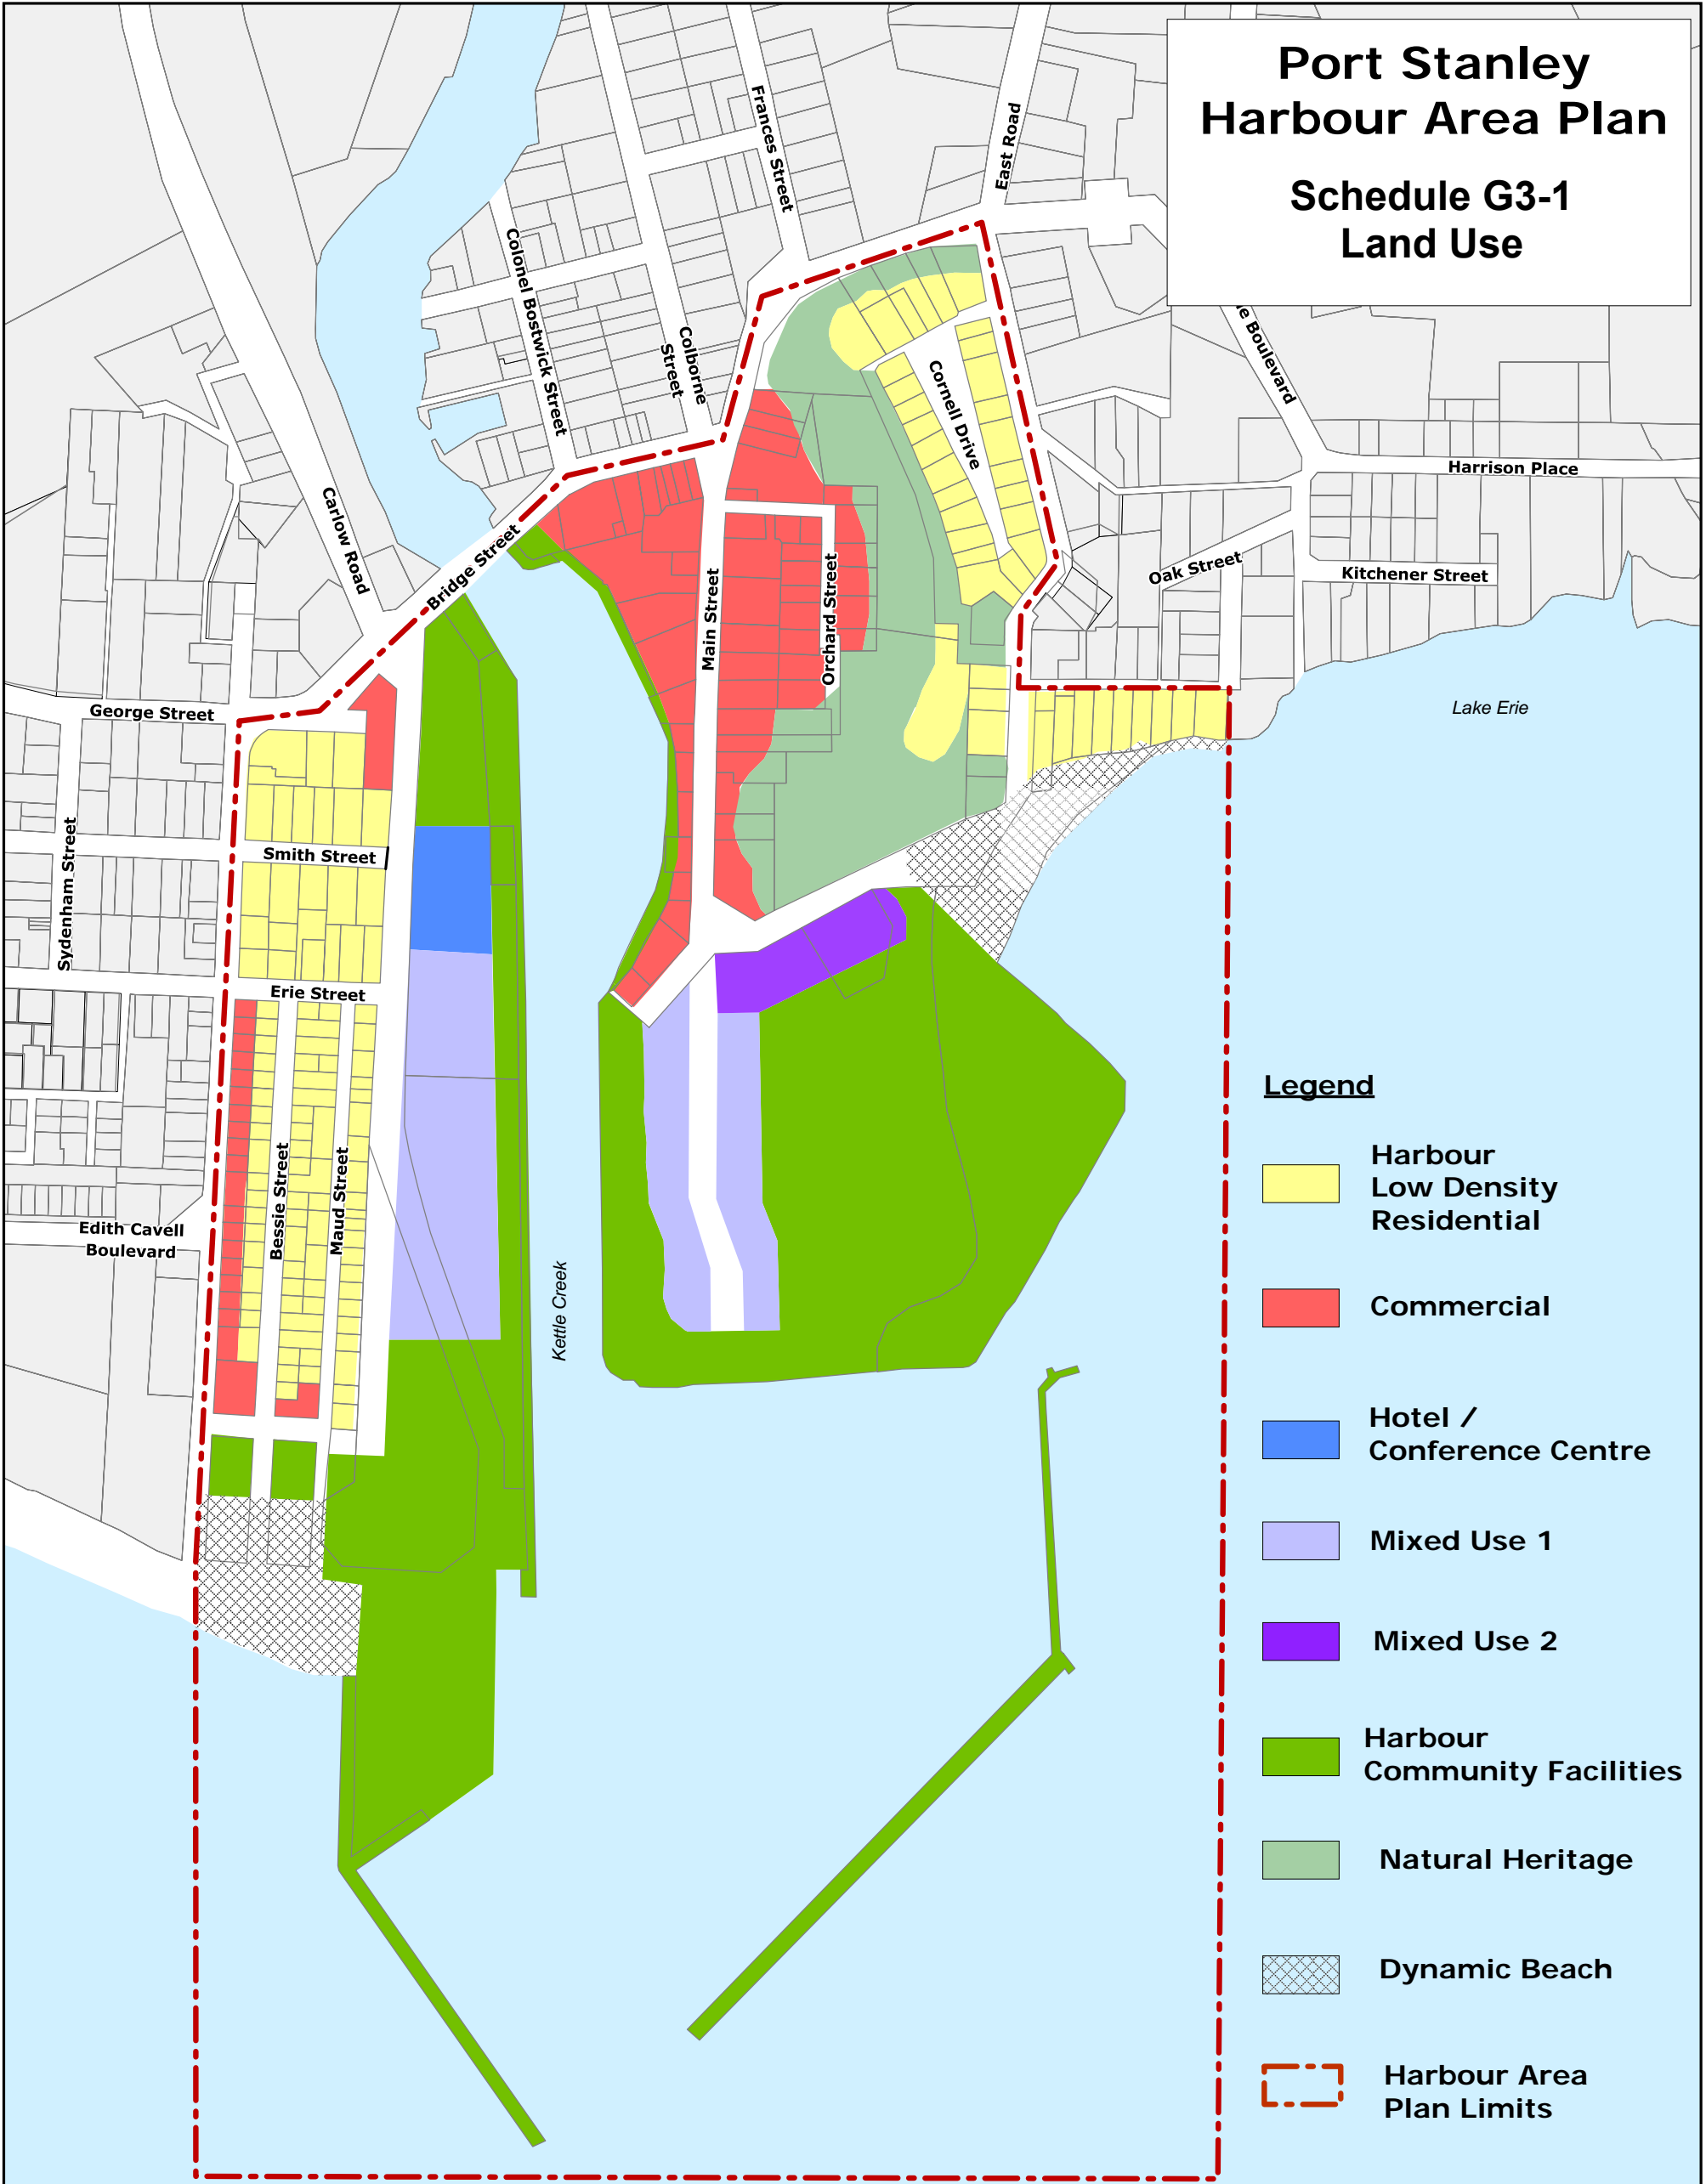 Port Stanley
Harbour Area Plan
Schedule G3-1
Land Use
Frances Street
East Road
Colonel Bostwick Street
Colborne
Street
Boulevard
Cornell Drive
Harrison Place
Carlow Road
Bridge Street
Oak Street
Kitchener Street
Main Street
Orchard Street
George Street
Lake Erie
Smith Street
Sydenham Street
Erie Street
Bessie Street
Maud Street
Edith Cavell
Boulevard
Kettle Creek
Legend
Harbour
Low Density
Residential
Commercial
Hotel /
Conference Centre
Mixed Use 1
Mixed Use 2
Harbour
Community Facilities
Natural Heritage
Dynamic Beach
Harbour Area
Plan Limits